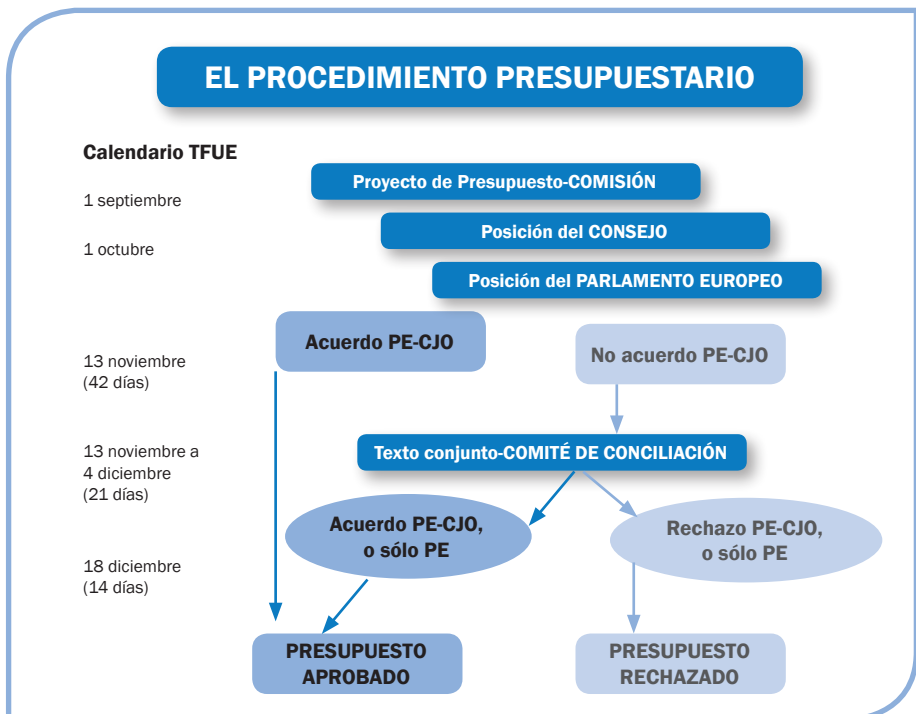 EL PROCEDIMIENTO PRESUPUESTARIO
Calendario TFUE
Proyecto de Presupuesto-COMISIÓN
1 septiembre
Posición del CONSEJO
1 octubre
Posición del PARLAMENTO EUROPEO
Acuerdo PE-CJO
No acuerdo PE-CJO
13 noviembre
(42 días)
13 noviembre a
4 diciembre
(21 días)
Texto conjunto-COMITÉ DE CONCILIACIÓN
Acuerdo PE-CJO,
o sólo PE
Rechazo PE-CJO,
o sólo PE
18 diciembre
(14 días)
PRESUPUESTO
APROBADO
PRESUPUESTO
RECHAZADO